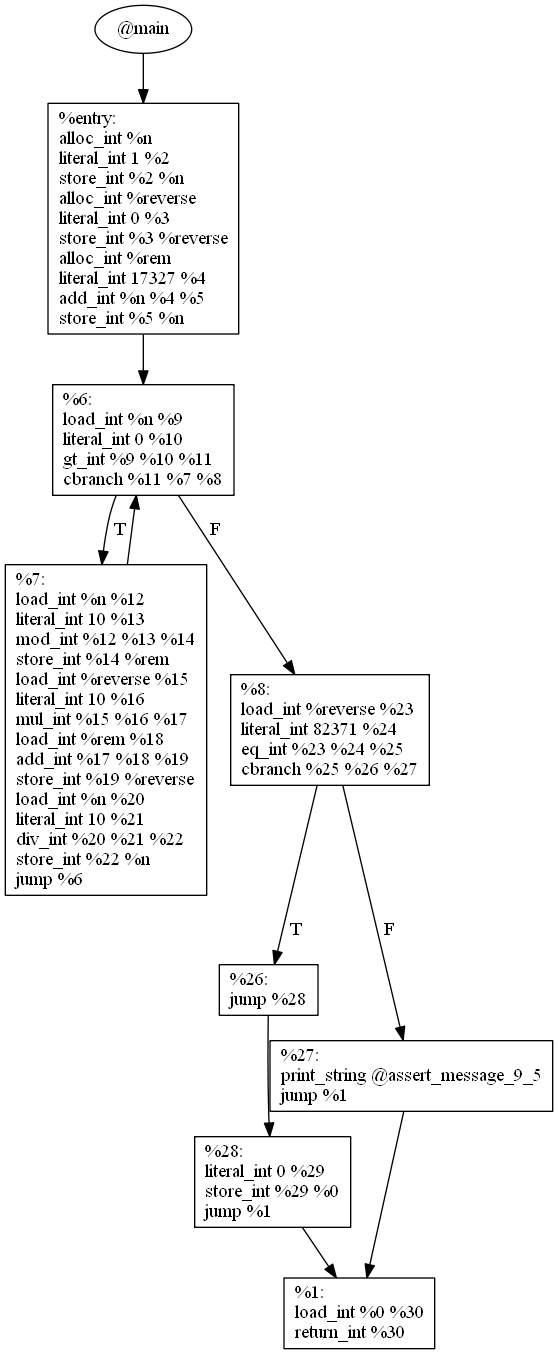 @main
%entry:
alloc_int %n
literal_int 1 %2
store_int %2 %n
alloc_int %reverse
literal_int 0 %3
store_int %3 %reverse
alloc_int %rem
literal_int 17327 %4
add_int %n %4 %5
store_int %5 %n
%6:
load_int %n %9
literal_int 0 %10
gt_int %9 %10 %11
cbranch %11 %7 %8
T
F
%7:
load_int %n %12
literal_int 10 %13
mod_int %12 %13 %14
store_int %14 %rem
load_int %reverse %15
literal_int 10 %16
mul_int %15 %16 %17
load_int %rem %18
add_int %17 %18 %19
store_int %19 %reverse
load_int %n %20
literal_int 10 %21
div_int %20 %21 %22
store_int %22 %n
jump %6
%8:
load_int %reverse %23
literal_int 82371 %24
eq_int %23 %24 %25
cbranch %25 %26 %27
T
F
%26:
jump %28
%27:
print_string @assert_message_9_5
jump %1
%28:
literal_int 0 %29
store_int %29 %0
jump %1
%1:
load_int %0 %30
return_int %30